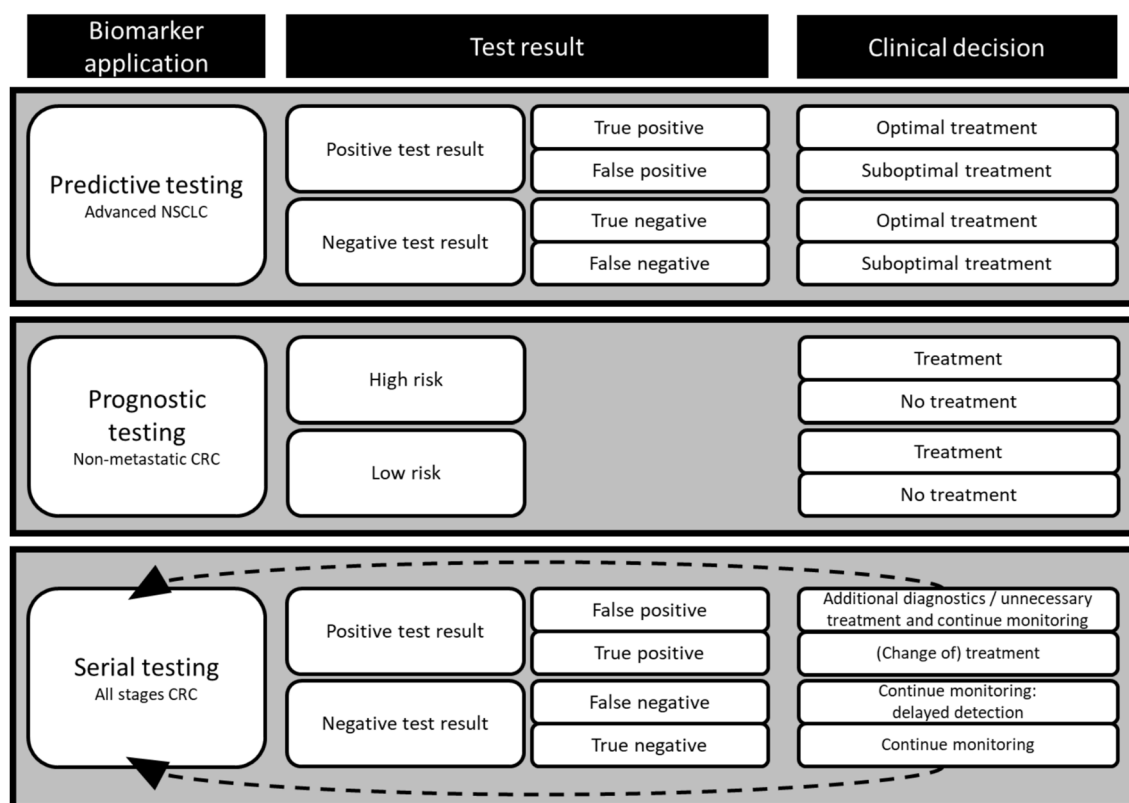 Biomarker
application
Test result
Clinical decision
Predictive testing
Advanced NSCLC
Positive test result
True positive
Optimal treatment
False positive
Suboptimal treatment
Negative test result
True negative
Optimal treatment
False negative
Suboptimal treatment
Prognostic
testing
Non-metastatic CRC
High risk
Treatment
No treatment
Low risk
Treatment
No treatment
Serial testing
All stages CRC
Positive test result
False positive
Additional diagnostics / unnecessary
treatment and continue monitoring
True positive
(Change of) treatment
Negative test result
False negative
Continue monitoring:
delayed detection
True negative
Continue monitoring